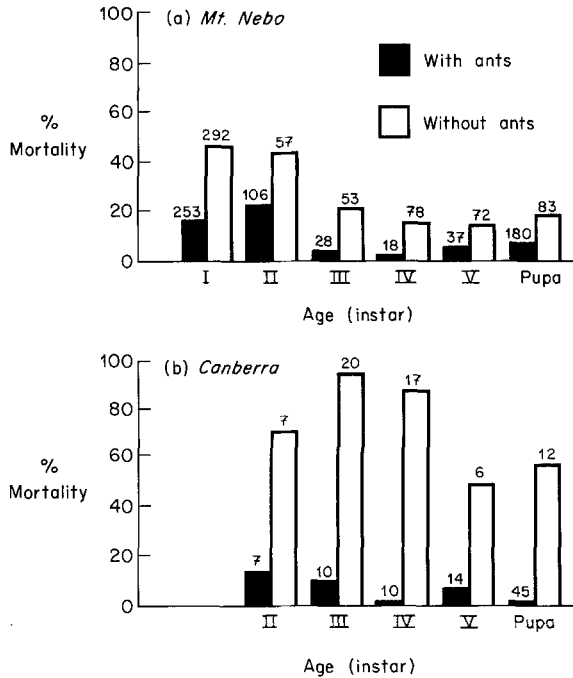 (a) Mt. Nebo
100
80
60
40
20
0
%
Mortality
With ants
Without ants
253 292 106 57 28 53 18 78 37 72 180 83
I II III IV V Pupa
Age (instar)
(b) Canberra
100
80
60
40
20
0
%
Mortality
7 7 10 20 10 17 14 6 45 12
II III IV V Pupa
Age (instar)